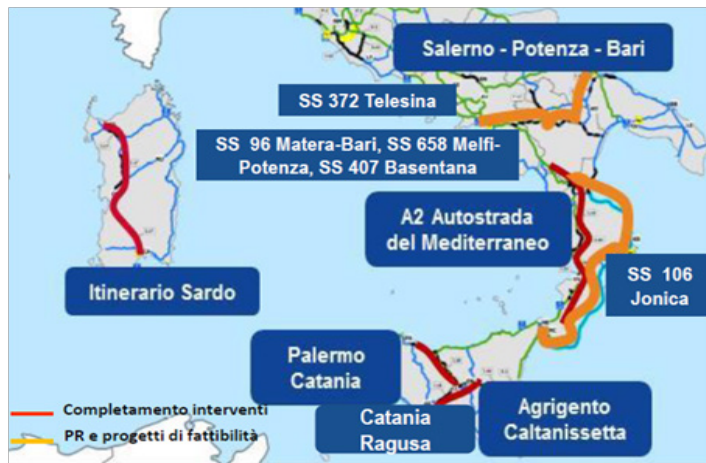 Salerno - Potenza - Bari
SS 372 Telesina
SS 96 Matera-Bari, SS 658 Melfi-
Potenza, SS 407 Basentana
A2 Autostrada
del Mediterraneo
SS 106
Jonica
Itinerario Sardo
Palermo
Catania
Agrigento
Caltanissetta
Catania
Ragusa
Completamento interventi
PR e progetti di fattibilità